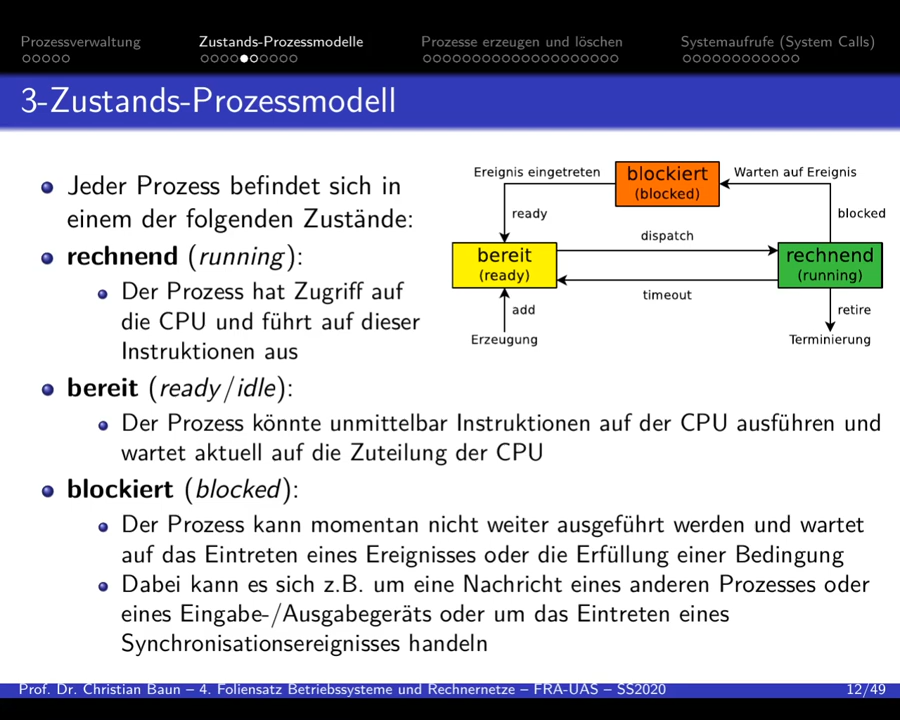 Prozessverwaltung Zustands-Prozessmodelle Prozesse erzeugen und löschen Systemaufrufe (System Calls)
3-Zustands-Prozessmodell
Jeder Prozess befindet sich in
einem der folgenden Zustände:
rechnend (running):
Der Prozess hat Zugriff auf
die CPU und führt auf dieser
Instruktionen aus
Ereignis eingetreten
blockiert
(blocked)
Warten auf Ereignis
ready
blocked
dispatch
bereit
(ready)
rechnend
(running)
timeout
add
retire
Erzeugung
Terminierung
bereit (ready/idle):
Der Prozess könnte unmittelbar Instruktionen auf der CPU ausführen und
wartet aktuell auf die Zuteilung der CPU
blockiert (blocked):
Der Prozess kann momentan nicht weiter ausgeführt werden und wartet
auf das Eintreten eines Ereignisses oder die Erfüllung einer Bedingung
Dabei kann es sich z.B. um eine Nachricht eines anderen Prozesses oder
eines Eingabe-/Ausgabegeräts oder um das Eintreten eines
Synchronisationsereignisses handeln
Prof. Dr. Christian Baun – 4. Foliensatz Betriebssysteme und Rechnernetze – FRA-UAS – SS2020 12/49